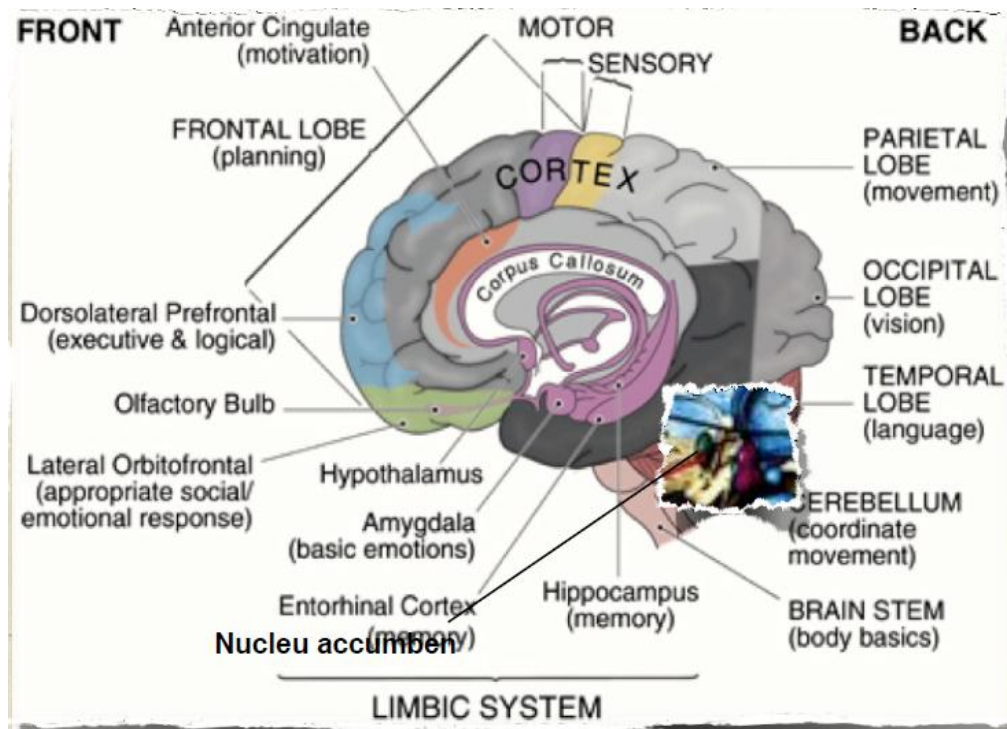 FRONT
Anterior Cingulate
(motivation)
MOTOR
SENSORY
BACK
FRONTAL LOBE
(planning)
CORTEX
PARIETAL
LOBE
(movement)
Corpus Callosum
OCCIPITAL
LOBE
(vision)
Dorsolateral Prefrontal
(executive & logical)
Olfactory Bulb
TEMPORAL
LOBE
(language)
Lateral Orbitofrontal
(appropriate social/
emotional response)
Hypothalamus
Amygdala
(basic emotions)
CEREBELLUM
(coordinate
movement)
Entorhinal Cortex
(memory)
Nucleu accumben
Hippocampus
(memory)
BRAIN STEM
(body basics)
LIMBIC SYSTEM